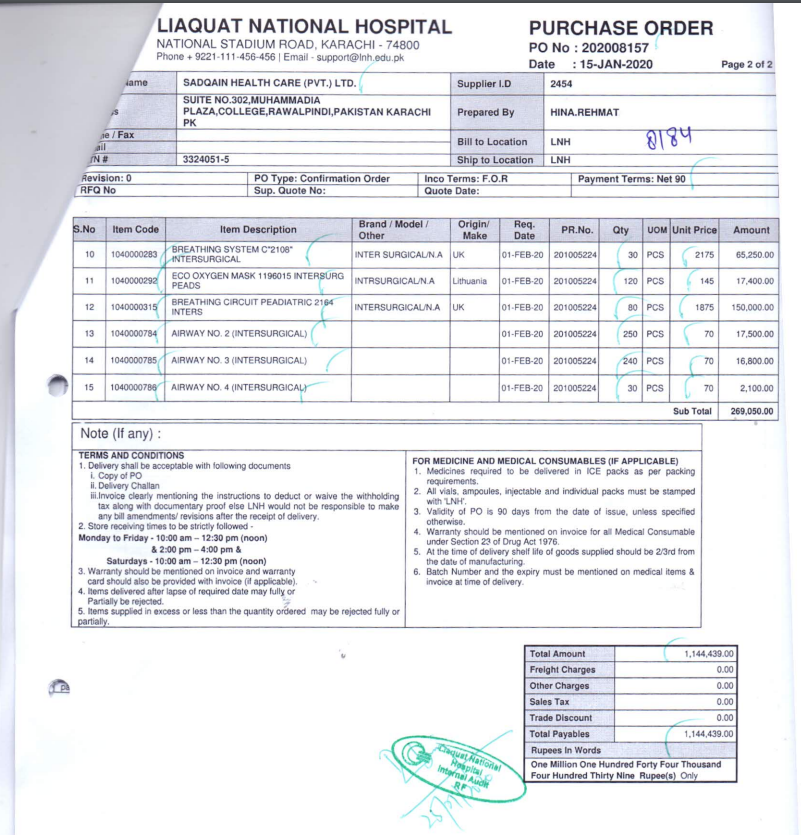 LIAQUAT NATIONAL HOSPITAL
NATIONAL STADIUM ROAD, KARACHI - 74800
Phone + 9221-111-456-456 | Email - support@lnh.edu.pk
PURCHASE ORDER
PO No : 202008157
Date : 15-JAN-2020 Page 2 of 2
ame SADQAIN HEALTH CARE (PVT.) LTD. Supplier I.D 2454
s SUITE NO.302,MUHAMMADIA PLAZA,COLLEGE,RAWALPINDI,PAKISTAN KARACHI PK Prepared By HINA.REHMAT
ne / Fax
ail Bill to Location LNH 8184
TN # 3324051-5 Ship to Location LNH
Revision: 0 PO Type: Confirmation Order Inco Terms: F.O.R Payment Terms: Net 90
RFQ No Sup. Quote No: Quote Date:
S.No Item Code Item Description Brand / Model / Other Origin/ Make Req. Date PR.No. Qty UOM Unit Price Amount
10 1040000283 BREATHING SYSTEM C"2108" INTERSURGICAL INTER SURGICAL/N.A UK 01-FEB-20 201005224 30 PCS 2175 65,250.00
11 1040000292 ECO OXYGEN MASK 1196015 INTERSURG PEADS INTRSURGICAL/N.A Lithuania 01-FEB-20 201005224 120 PCS 145 17,400.00
12 1040000315 BREATHING CIRCUIT PEADIATRIC 2164 INTERS INTERSURGICAL/N.A UK 01-FEB-20 201005224 80 PCS 1875 150,000.00
13 1040000784 AIRWAY NO. 2 (INTERSURGICAL) 01-FEB-20 201005224 250 PCS 70 17,500.00
14 1040000785 AIRWAY NO. 3 (INTERSURGICAL) 01-FEB-20 201005224 240 PCS 70 16,800.00
15 1040000786 AIRWAY NO. 4 (INTERSURGICAL) 01-FEB-20 201005224 30 PCS 70 2,100.00
Sub Total 269,050.00
Note (If any) :
TERMS AND CONDITIONS
1. Delivery shall be acceptable with following documents
i. Copy of PO
ii. Delivery Challan
iii.Invoice clearly mentioning the instructions to deduct or waive the withholding
tax along with documentary proof else LNH would not be responsible to
make any bill amendments/ revisions after the receipt of delivery.
2. Store receiving times to be strictly followed -
Monday to Friday - 10:00 am – 12:30 pm (noon)
& 2:00 pm – 4:00 pm &
Saturdays - 10:00 am – 12:30 pm (noon)
3. Warranty should be mentioned on invoice and warranty
card should also be provided with invoice (if applicable).
4. Items delivered after lapse of required date may fully or
Partially be rejected.
5. Items supplied in excess or less than the quantity ordered may be rejected fully or
partially.
FOR MEDICINE AND MEDICAL CONSUMABLES (IF APPLICABLE)
1. Medicines required to be delivered in ICE packs as per packing
requirements.
2. All vials, ampoules, injectable and individual packs must be stamped
with 'LNH'.
3. Validity of PO is 90 days from the date of issue, unless specified
otherwise.
4. Warranty should be mentioned on invoice for all Medical Consumable
under Section 23 of Drug Act 1976.
5. At the time of delivery shelf life of goods supplied should be 2/3rd from
the date of manufacturing.
6. Batch Number and the expiry must be mentioned on medical items &
invoice at time of delivery.
Total Amount 1,144,439.00
Freight Charges 0.00
Other Charges 0.00
Sales Tax 0.00
Trade Discount 0.00
Total Payables 1,144,439.00
Rupees In Words
One Million One Hundred Forty Four Thousand
Four Hundred Thirty Nine Rupee(s) Only
Liaquat National
Hospital
Internal Audit
RF